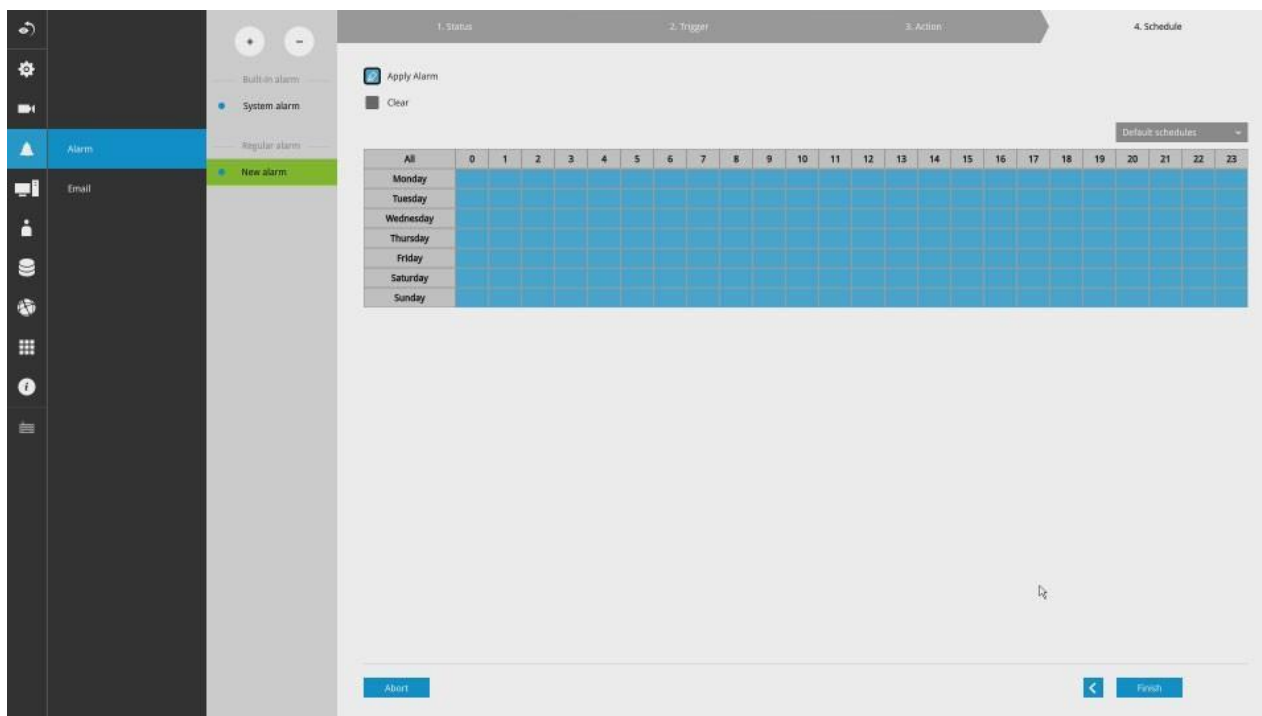 1. Status
2. Trigger
3. Action
4. Schedule
+
-
Built-in alarm
System alarm
Regular alarm
New alarm
Alarm
Email
Apply Alarm
Clear
Default schedules
All 0 1 2 3 4 5 6 7 8 9 10 11 12 13 14 15 16 17 18 19 20 21 22 23
Monday
Tuesday
Wednesday
Thursday
Friday
Saturday
Sunday
Abort
Finish